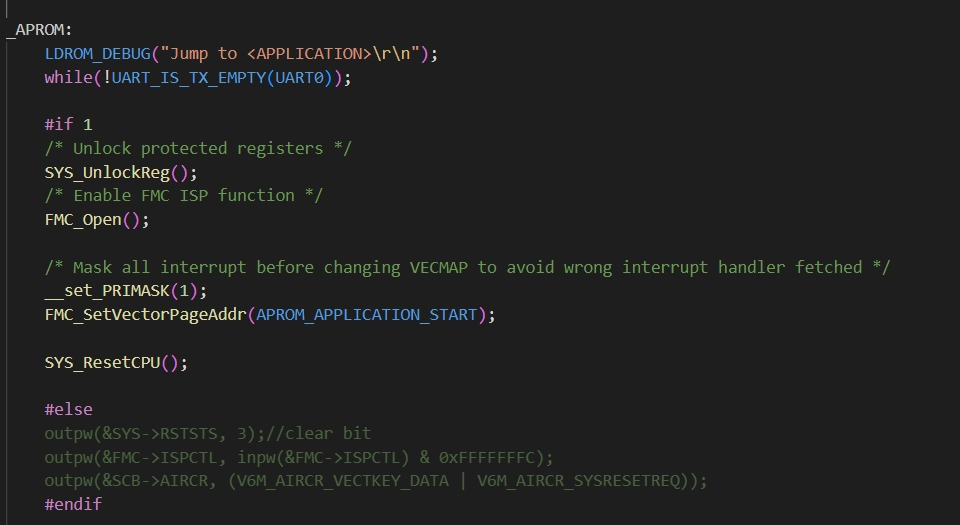 _APROM:
LDROM_DEBUG("Jump to <APPLICATION>\r\n");
while(!UART_IS_TX_EMPTY(UART0));
#if 1
/* Unlock protected registers */
SYS_UnlockReg();
/* Enable FMC ISP function */
FMC_Open();
/* Mask all interrupt before changing VECMAP to avoid wrong interrupt handler fetched */
__set_PRIMASK(1);
FMC_SetVectorPageAddr(APROM_APPLICATION_START);
SYS_ResetCPU();
#else
outpw(&SYS->RSTSTS, 3);//clear bit
outpw(&FMC->ISPCTL, inpw(&FMC->ISPCTL) & 0xFFFFFFFC);
outpw(&SCB->AIRCR, (V6M_AIRCR_VECTKEY_DATA | V6M_AIRCR_SYSRESETREQ));
#endif